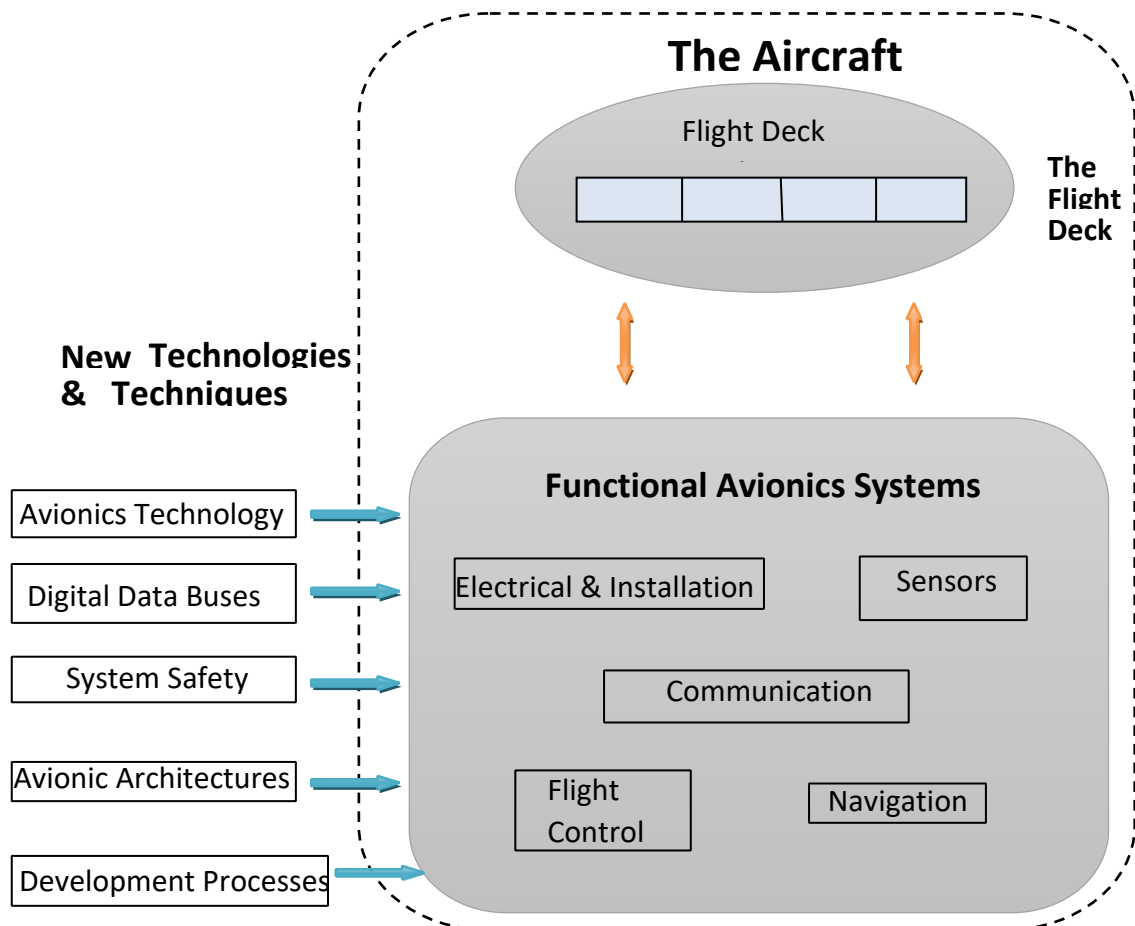 The Aircraft
Flight Deck
The
Flight
Deck
New Technologies
& Techniques
Functional Avionics Systems
Avionics Technology
Digital Data Buses
System Safety
Avionic Architectures
Development Processes
Electrical & Installation
Sensors
Communication
Flight
Control
Navigation